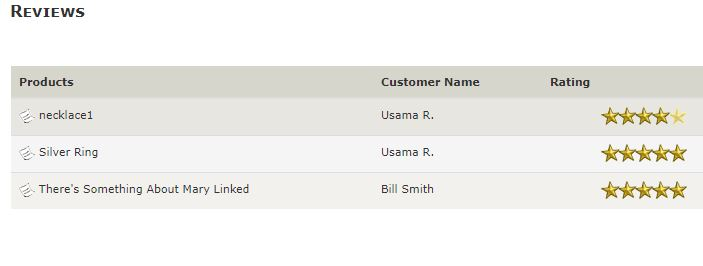 Reviews
Products Customer Name Rating
necklace1 Usama R.
Silver Ring Usama R.
There's Something About Mary Linked Bill Smith